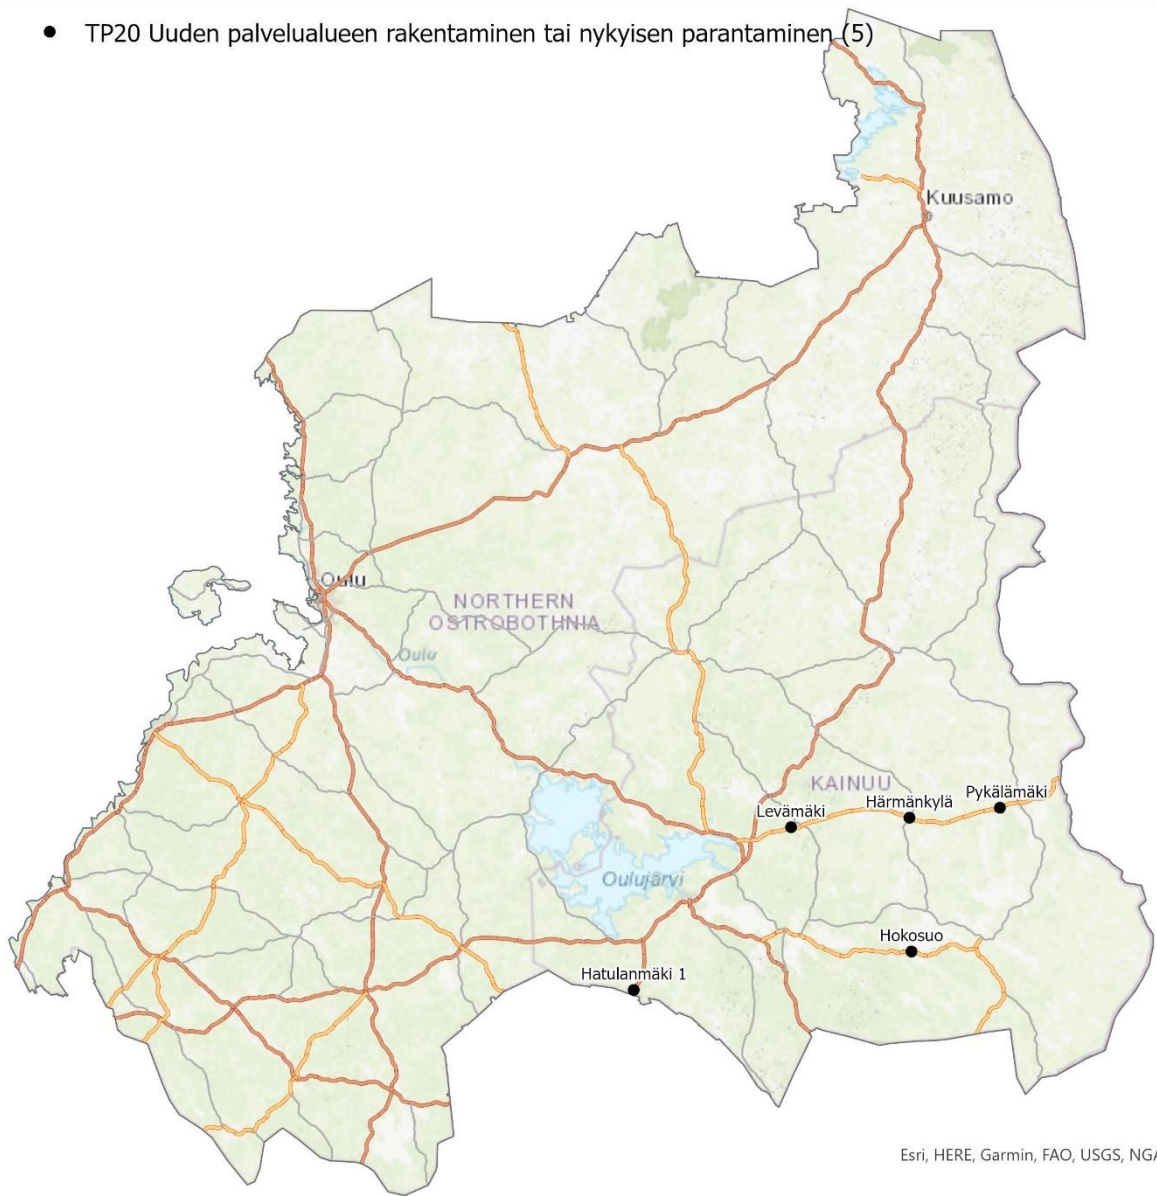 TP20 Uuden palvelualueen rakentaminen tai nykyisen parantaminen (5)
Kuusamo
Oulu
NORTHERN
OSTROBOTHNIA
Oulu
KAINUU
Pykälämäki
Härmänkylä
Levämäki
Oulujärvi
Hokosuo
Hatulanmäki 1
Esri, HERE, Garmin, FAO, USGS, NGA